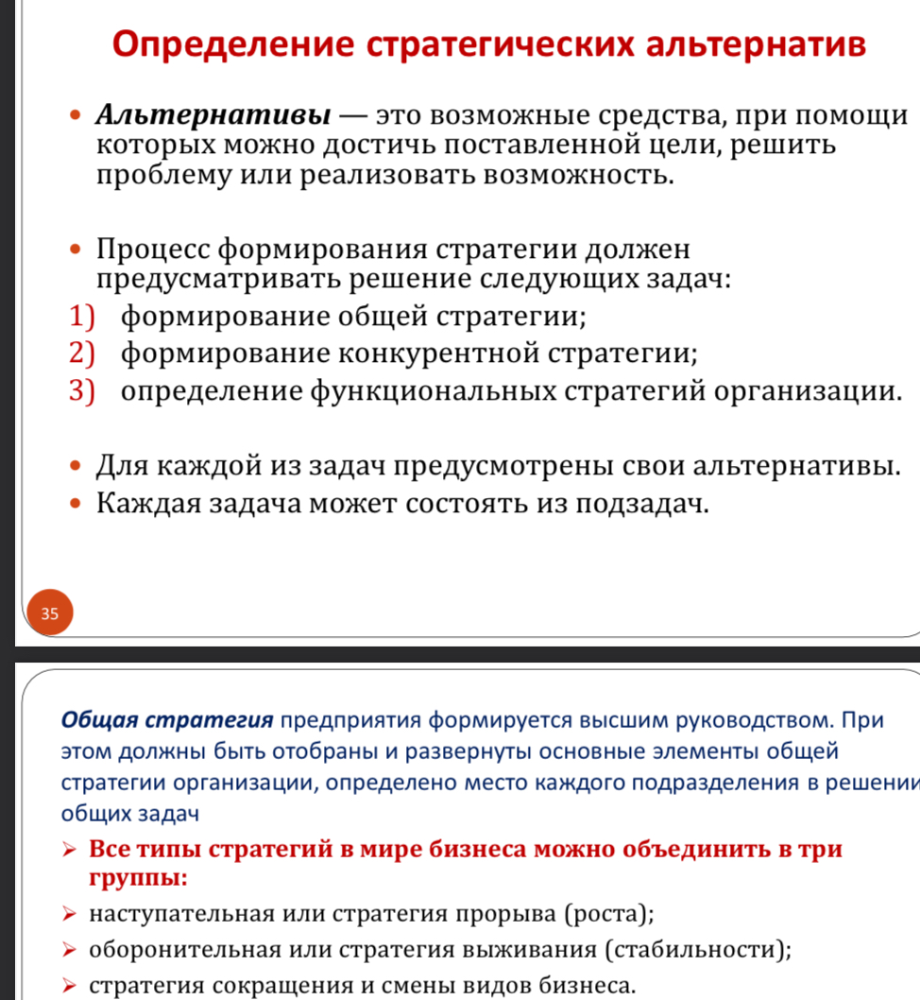 Определение стратегических альтернатив
• Альтернативы — это возможные средства, при помощи
которых можно достичь поставленной цели, решить
проблему или реализовать возможность.
• Процесс формирования стратегии должен
предусматривать решение следующих задач:
1) формирование общей стратегии;
2) формирование конкурентной стратегии;
3) определение функциональных стратегий организации.
• Для каждой из задач предусмотрены свои альтернативы.
• Каждая задача может состоять из подзадач.
35
Общая стратегия предприятия формируется высшим руководством. При
этом должны быть отобраны и развернуты основные элементы общей
стратегии организации, определено место каждого подразделения в решении
общих задач
➢ Все типы стратегий в мире бизнеса можно объединить в три
группы:
➢ наступательная или стратегия прорыва (роста);
➢ оборонительная или стратегия выживания (стабильности);
➢ стратегия сокращения и смены видов бизнеса.